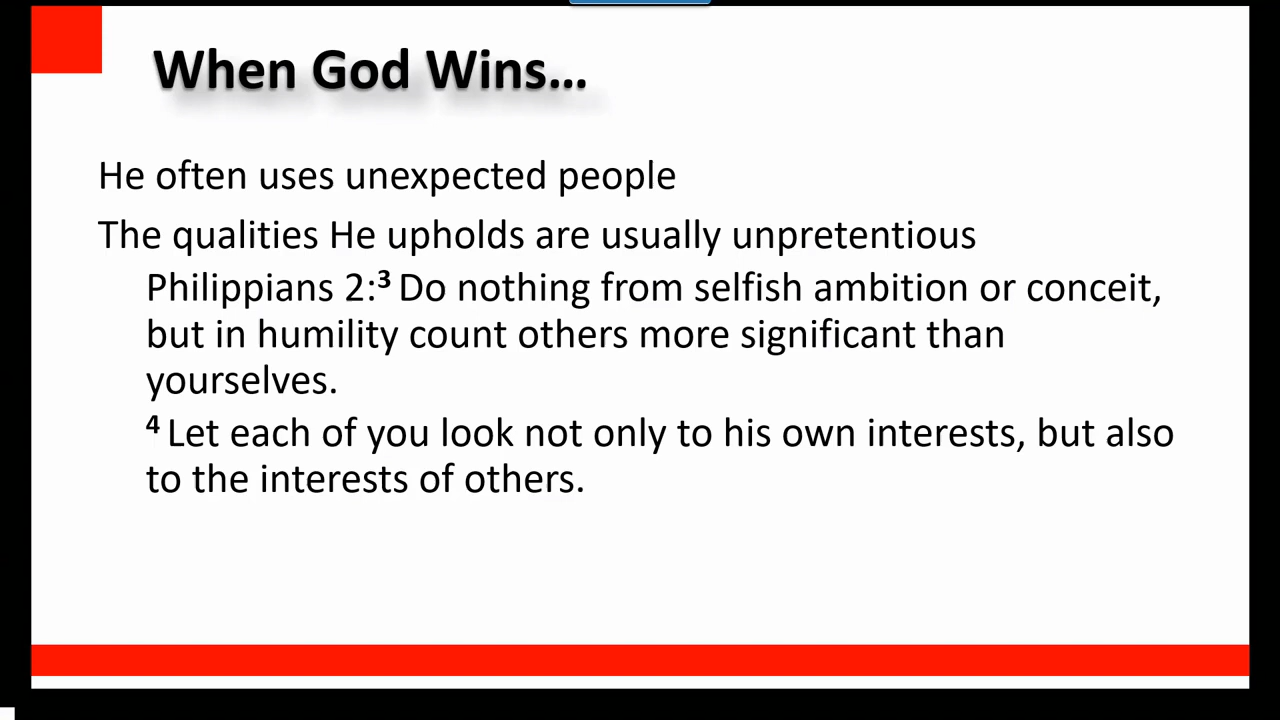 When God Wins…
He often uses unexpected people
The qualities He upholds are usually unpretentious
Philippians 2:³ Do nothing from selfish ambition or conceit,
but in humility count others more significant than
yourselves.
⁴ Let each of you look not only to his own interests, but also
to the interests of others.